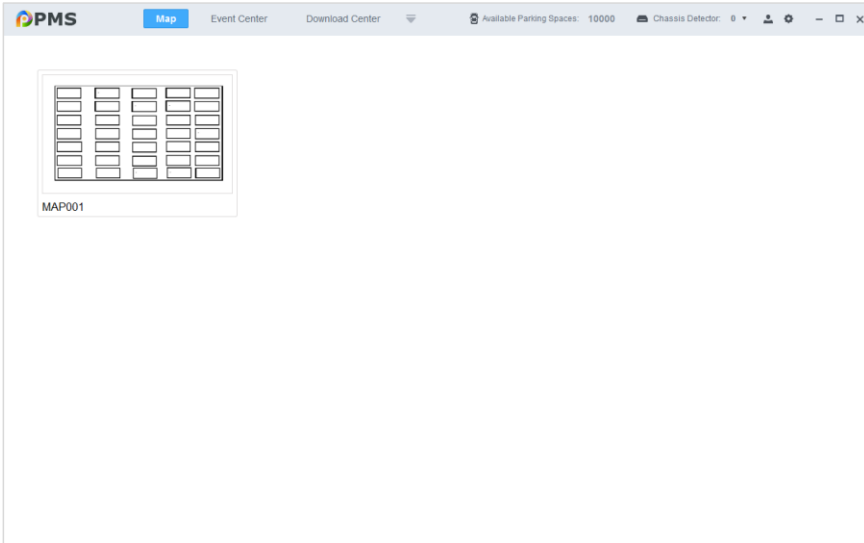 PMS Map Event Center Download Center Available Parking Spaces: 10000 Chassis Detector: 0
MAP001